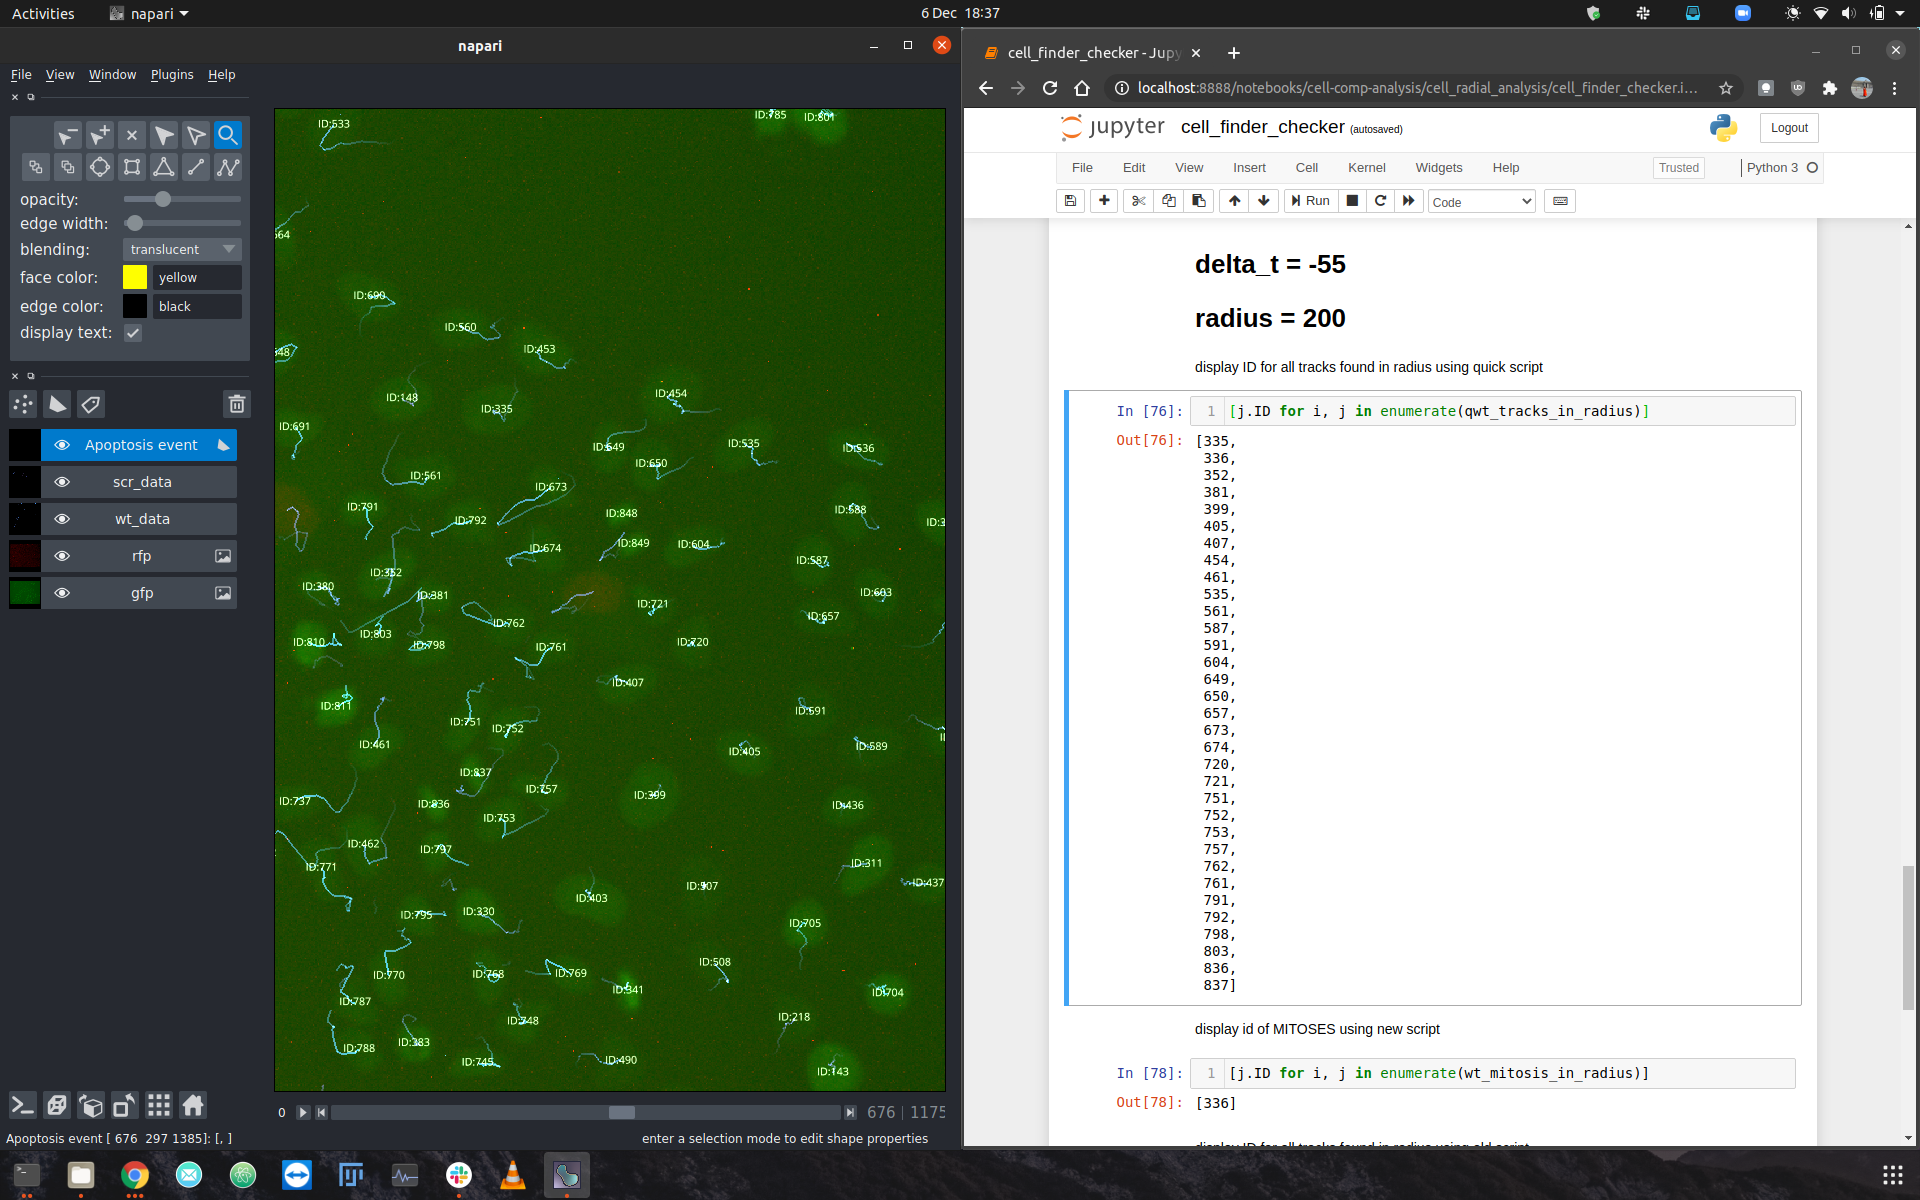 Activities
napari
6 Dec 18:37
napari
File View Window Plugins Help
opacity:
edge width:
blending: translucent
face color: yellow
edge color: black
display text:
Apoptosis event
scr_data
wt_data
rfp
gfp
ID:533
ID:785
ID:801
564
ID:690
ID:560
ID:453
ID:148
ID:335
ID:454
ID:691
ID:649
ID:650
ID:535
ID:536
ID:561
ID:673
ID:791
ID:792
ID:848
ID:588
ID:674
ID:849
ID:604
ID:587
ID:352
ID:380
ID:381
ID:721
ID:603
ID:762
ID:657
ID:810
ID:803
ID:798
ID:761
ID:720
ID:407
ID:811
ID:751
ID:752
ID:591
ID:461
ID:405
ID:589
ID:837
ID:757
ID:399
ID:737
ID:836
ID:436
ID:753
ID:462
ID:797
ID:771
ID:311
ID:437
ID:403
ID:795
ID:330
ID:705
ID:770
ID:768
ID:769
ID:508
ID:341
ID:704
ID:787
ID:748
ID:218
ID:788
ID:383
ID:745
ID:490
ID:143
0
676 | 1175
Apoptosis event [ 676 297 1385]: [, ]
enter a selection mode to edit shape properties
cell_finder_checker - Jupy
localhost:8888/notebooks/cell-comp-analysis/cell_radial_analysis/cell_finder_checker.i...
jupyter cell_finder_checker (autosaved)
Logout
File Edit View Insert Cell Kernel Widgets Help
Trusted
Python 3
Run
Code
delta_t = -55
radius = 200
display ID for all tracks found in radius using quick script
In [76]: 1 [j.ID for i, j in enumerate(qwt_tracks_in_radius)]
Out[76]: [335,
336,
352,
381,
399,
405,
407,
454,
461,
535,
561,
587,
591,
604,
649,
650,
657,
673,
674,
720,
721,
751,
752,
753,
757,
762,
761,
791,
792,
798,
803,
836,
837]
display id of MITOSES using new script
In [78]: 1 [j.ID for i, j in enumerate(wt_mitosis_in_radius)]
Out[78]: [336]
display ID for all tracks found in radius using old script